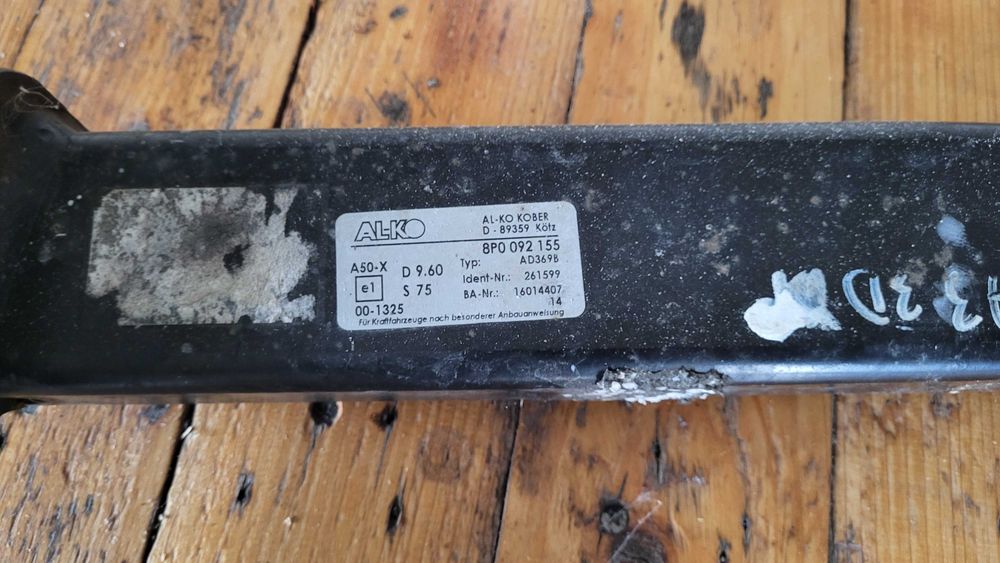 AL-KO
AL-KO KOBER
D - 89359 Kötz
8P0 092 155
A50-X D 9.60 Typ: AD369B
e1 S 75 Ident-Nr.: 261599
BA-Nr.: 16014407
00-1325 14
Für Kraftfahrzeuge nach besonderer Anbauanweisung